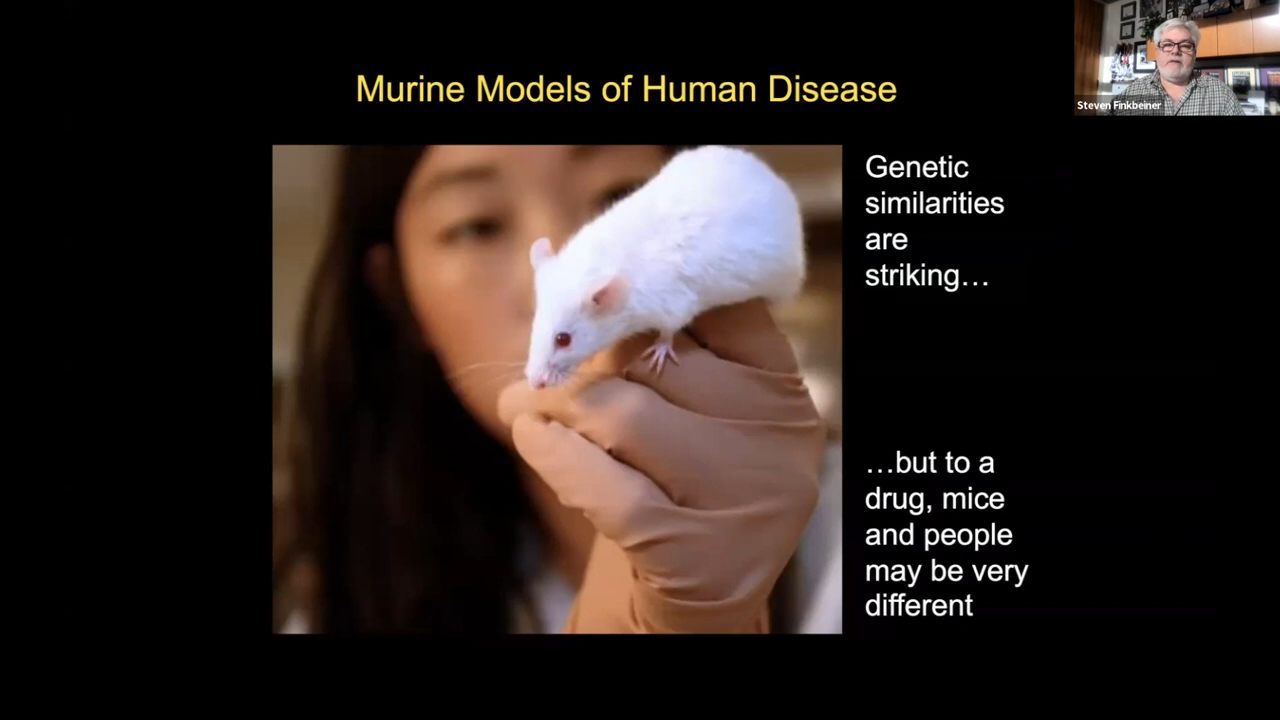 Murine Models of Human Disease
Steven Finkbeiner
Genetic
similarities
are
striking…
…but to a
drug, mice
and people
may be very
different